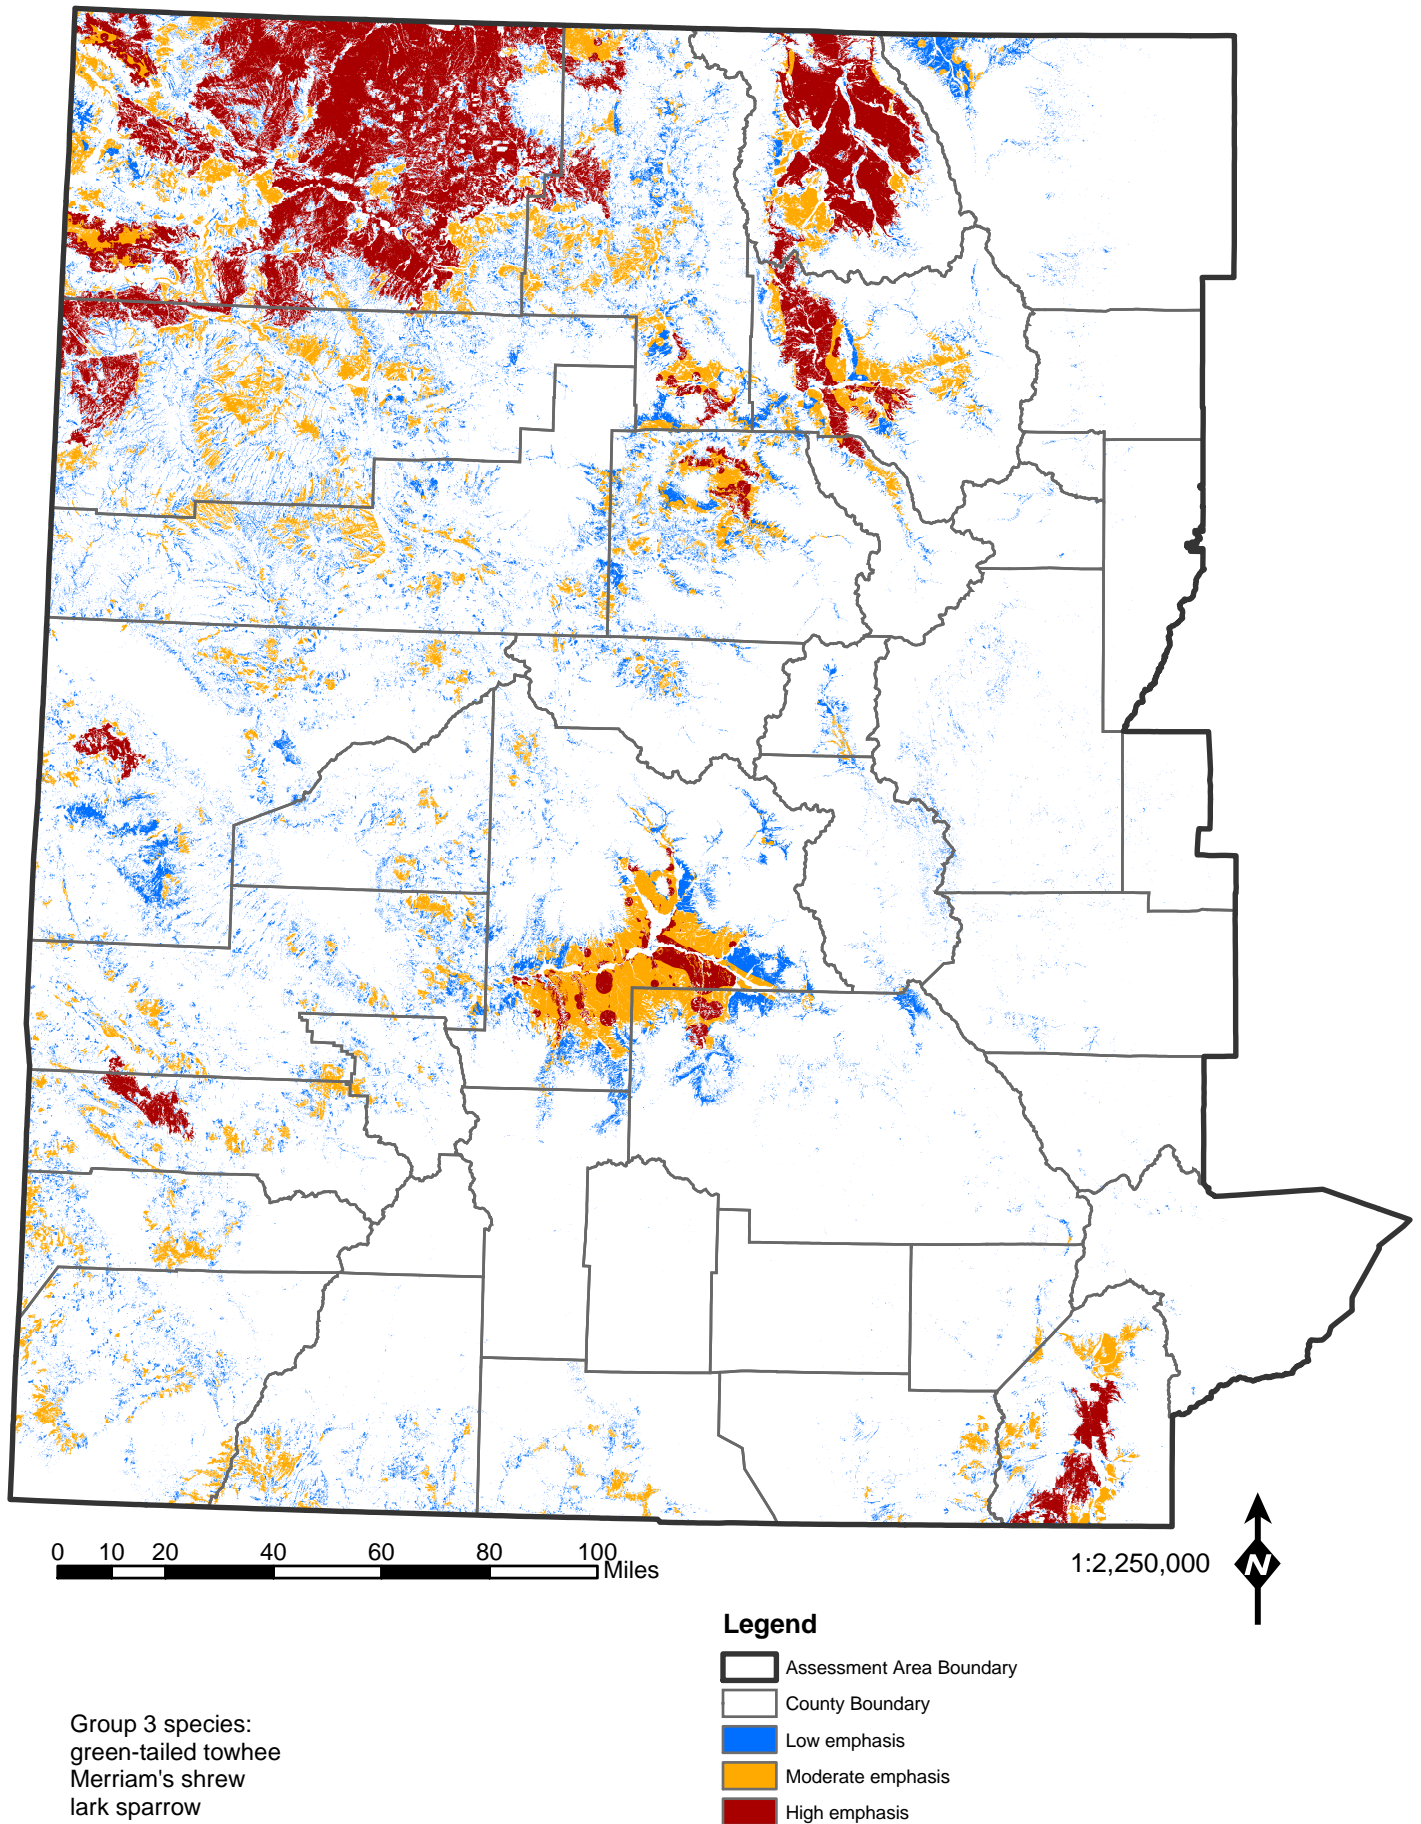 0 10 20 40 60 80 100
Miles
1:2,250,000
N
Legend
Assessment Area Boundary
County Boundary
Low emphasis
Moderate emphasis
High emphasis
Group 3 species:
green-tailed towhee
Merriam's shrew
lark sparrow